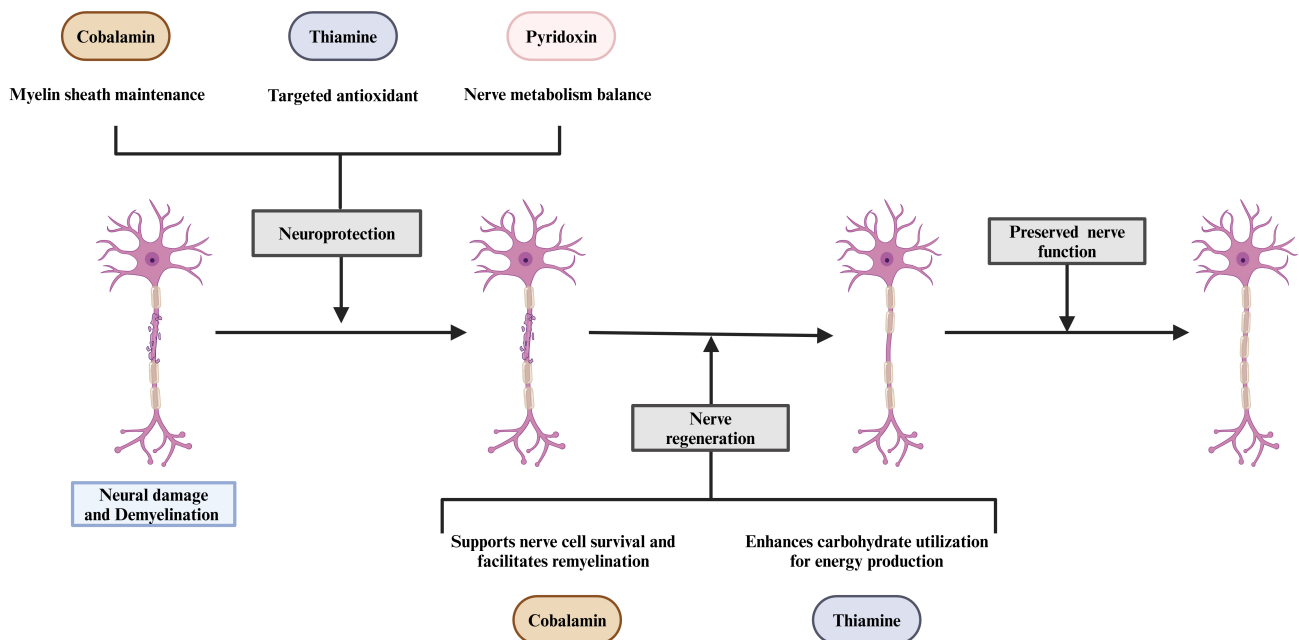 Cobalamin
Thiamine
Pyridoxin
Myelin sheath maintenance
Targeted antioxidant
Nerve metabolism balance
Neuroprotection
Preserved nerve
function
Nerve
regeneration
Neural damage
and Demyelination
Supports nerve cell survival and
facilitates remyelination
Enhances carbohydrate utilization
for energy production
Cobalamin
Thiamine